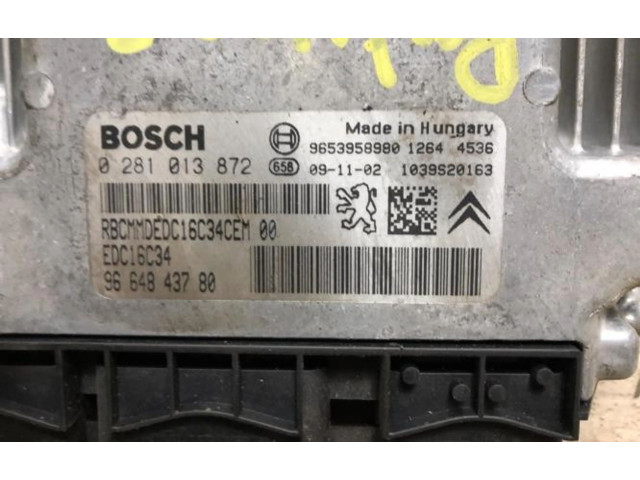 BOSCH
Made in Hungary
9653958980 1264 4536
0 281 013 872
658
09-11-02 1039S20163
RBCMMDEDC16C34CEM 00
EDC16C34
96 648 437 80